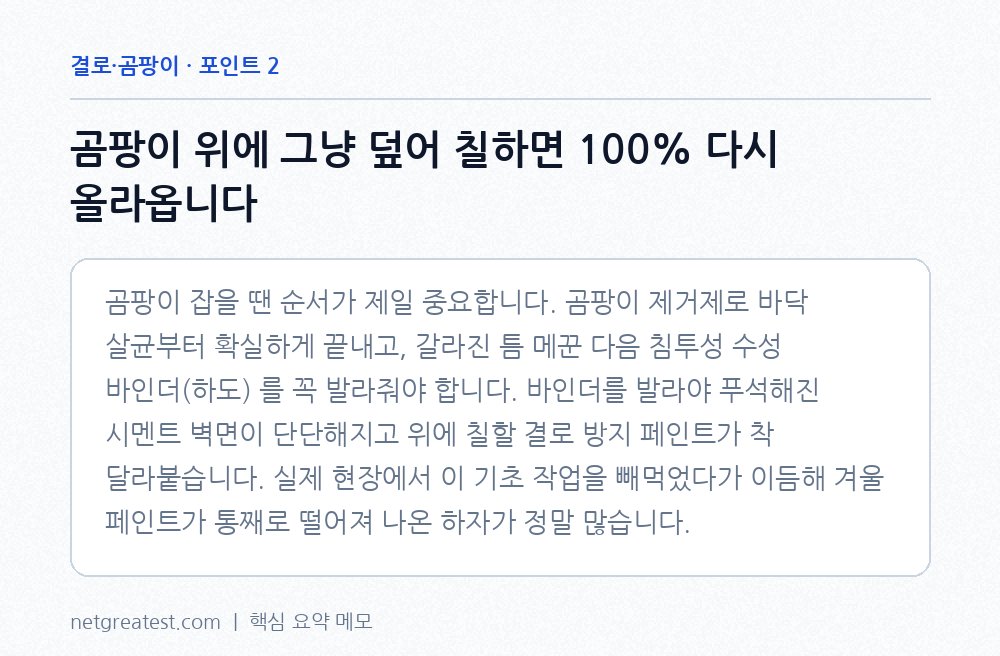 결로·곰팡이 · 포인트 2
곰팡이 위에 그냥 덮어 칠하면 100% 다시
올라옵니다
곰팡이 잡을 땐 순서가 제일 중요합니다. 곰팡이 제거제로 바닥
살균부터 확실하게 끝내고, 갈라진 틈 메꾼 다음 침투성 수성
바인더(하도) 를 꼭 발라줘야 합니다. 바인더를 발라야 푸석해진
시멘트 벽면이 단단해지고 위에 칠할 결로 방지 페인트가 착
달라붙습니다. 실제 현장에서 이 기초 작업을 빼먹었다가 이듬해 겨울
페인트가 통째로 떨어져 나온 하자가 정말 많습니다.
netgreatest.com | 핵심 요약 메모